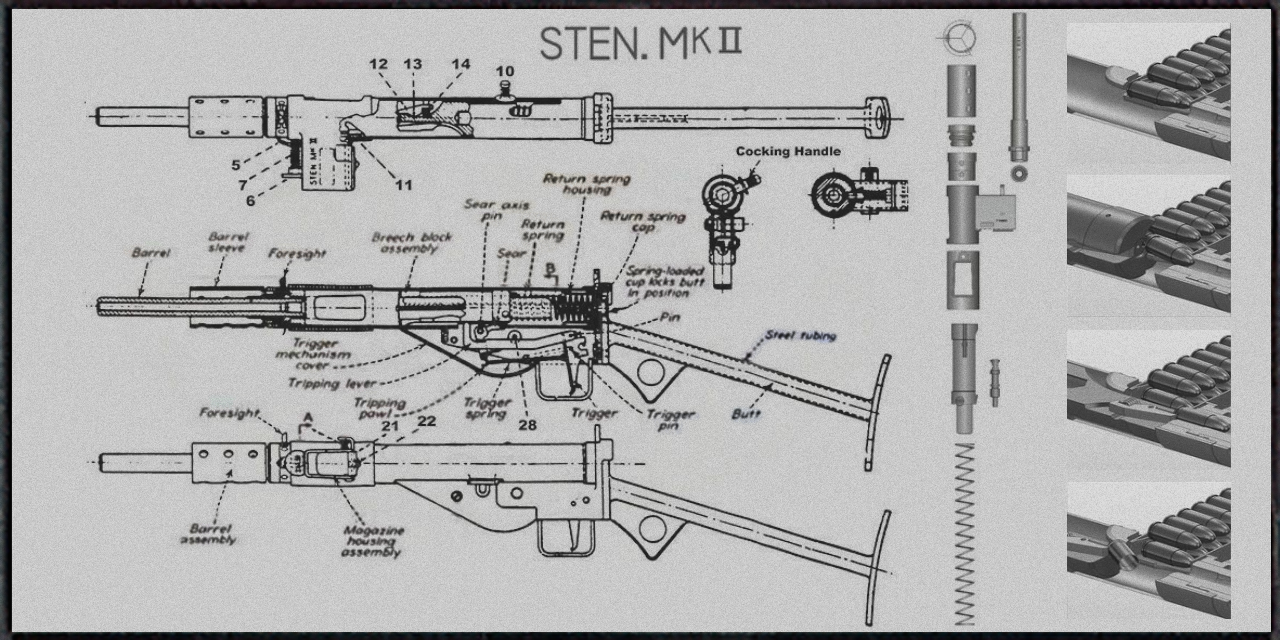 STEN. MK II
12 13 14 10
5
7
6
11
STEN MK II
Cocking Handle
Return spring
housing
Sear axis
pin
Return
spring
Return spring
cap
Barrel
Barrel
sleeve
Foresight
Breech block
assembly
Sear
B
Spring-loaded
cup locks butt
in position
Pin
Steel tubing
Trigger
mechanism
cover
Tripping lever
Tripping
pawl
Trigger
spring
28
Trigger
Trigger
pin
Butt
Foresight
A
21 22
Barrel
assembly
Magazine
housing
assembly